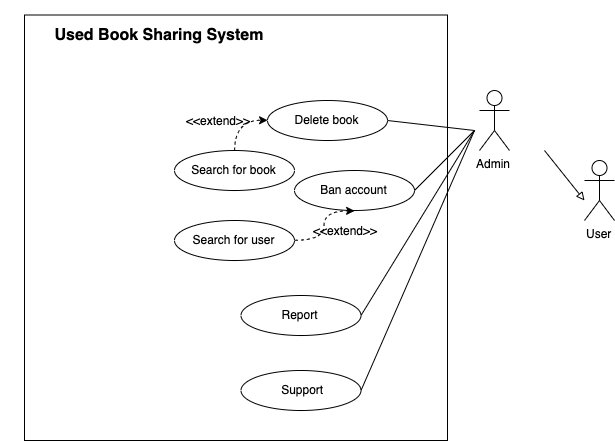 Used Book Sharing System
<<extend>>
Delete book
Search for book
Admin
Ban account
Search for user
<<extend>>
User
Report
Support